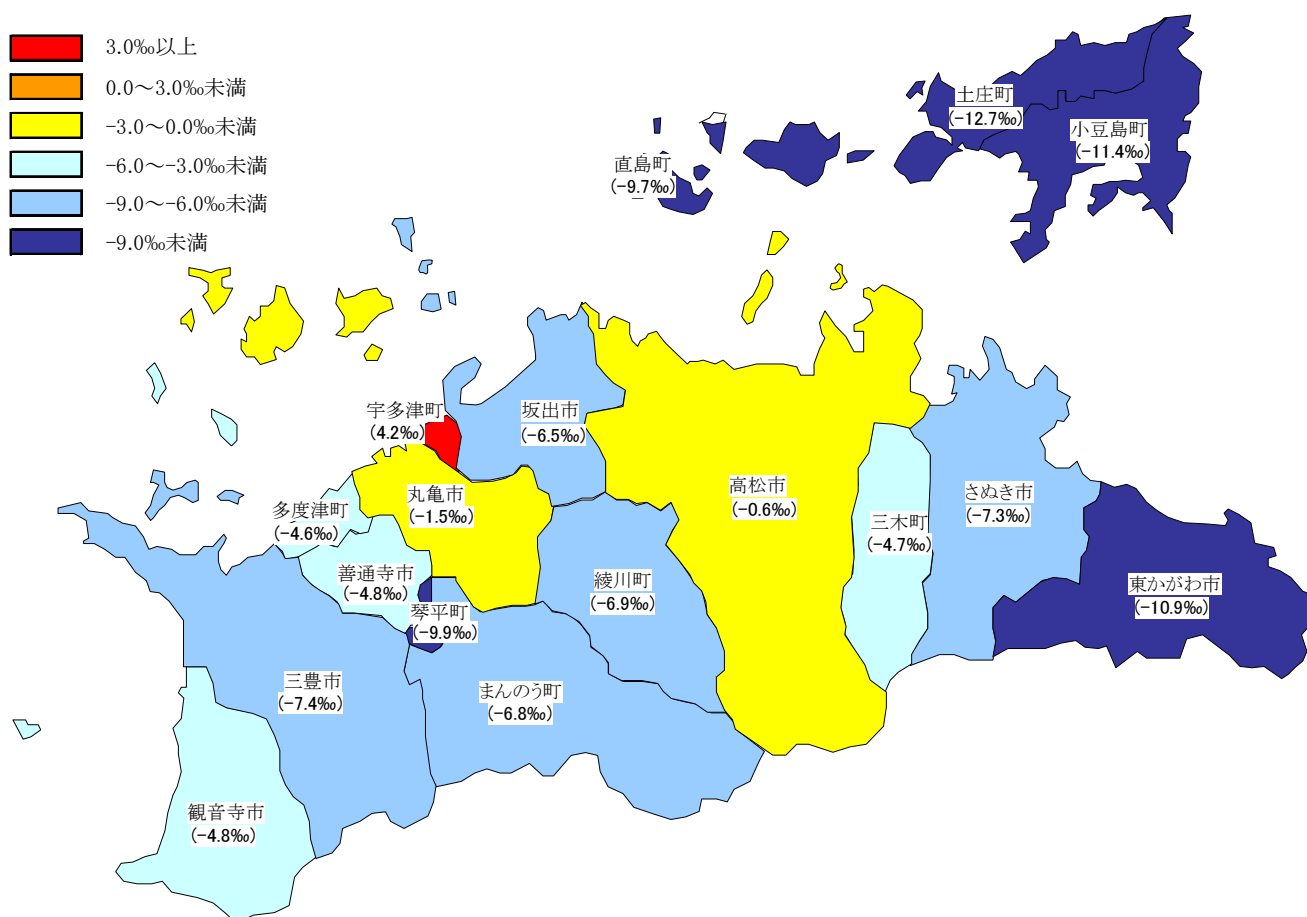 3.0‰以上
0.0～3.0‰未満
-3.0～0.0‰未満
-6.0～-3.0‰未満
-9.0～-6.0‰未満
-9.0‰未満
土庄町
(-12.7‰)
小豆島町
(-11.4‰)
直島町
(-9.7‰)
宇多津町
(4.2‰)
坂出市
(-6.5‰)
丸亀市
(-1.5‰)
高松市
(-0.6‰)
さぬき市
(-7.3‰)
多度津町
(-4.6‰)
三木町
(-4.7‰)
善通寺市
(-4.8‰)
綾川町
(-6.9‰)
東かがわ市
(-10.9‰)
琴平町
(-9.9‰)
三豊市
(-7.4‰)
まんのう町
(-6.8‰)
観音寺市
(-4.8‰)